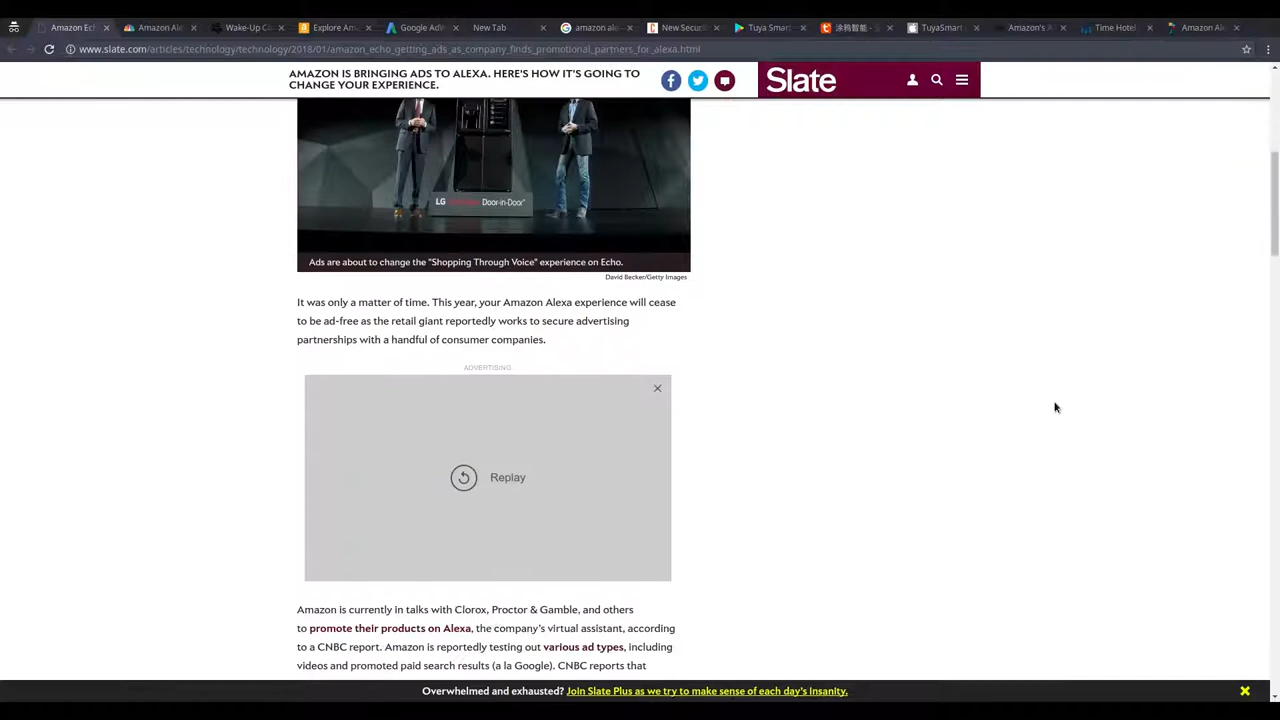 Amazon Ech
Amazon Ale
Wake-Up C
Explore Am
Google AdW
New Tab
amazon ale
New Securi
Tuya Smart
涂鸦智能 - S
TuyaSmart
Amazon's A
Time Hotel
Amazon Ale
www.slate.com/articles/technology/technology/2018/01/amazon_echo_getting_ads_as_company_finds_promotional_partners_for_alexa.html
AMAZON IS BRINGING ADS TO ALEXA. HERE'S HOW IT'S GOING TO
CHANGE YOUR EXPERIENCE.
Slate
LG Door-in-Door
Ads are about to change the "Shopping Through Voice" experience on Echo.
David Becker/Getty Images
It was only a matter of time. This year, your Amazon Alexa experience will cease
to be ad-free as the retail giant reportedly works to secure advertising
partnerships with a handful of consumer companies.
ADVERTISING
Replay
Amazon is currently in talks with Clorox, Proctor & Gamble, and others
to promote their products on Alexa, the company's virtual assistant, according
to a CNBC report. Amazon is reportedly testing out various ad types, including
videos and promoted paid search results (a la Google). CNBC reports that
Overwhelmed and exhausted? Join Slate Plus as we try to make sense of each day's insanity.